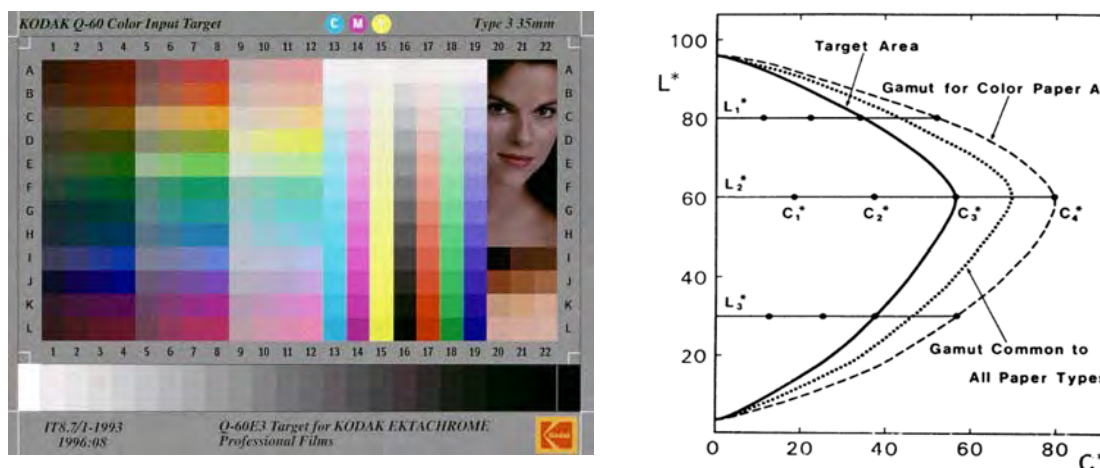 KODAK Q-60 Color Input Target C M Y Type 3 35mm
1 2 3 4 5 6 7 8 9 10 11 12 13 14 15 16 17 18 19 20 21 22
A A
B B
C C
D D
E E
F F
G G
H H
I I
J J
K K
L L
1 2 3 4 5 6 7 8 9 10 11 12 13 14 15 16 17 18 19 20 21 22
IT8.7/1-1993 Q-60E3 Target for KODAK EKTACHROME
1996:08 Professional Films
Kodak
L*
100
80
60
40
20
0 20 40 60 80
C*
Target Area
Gamut for Color Paper A
L1*
L2*
C1* C2* C3* C4*
L3*
Gamut Common to
All Paper Types